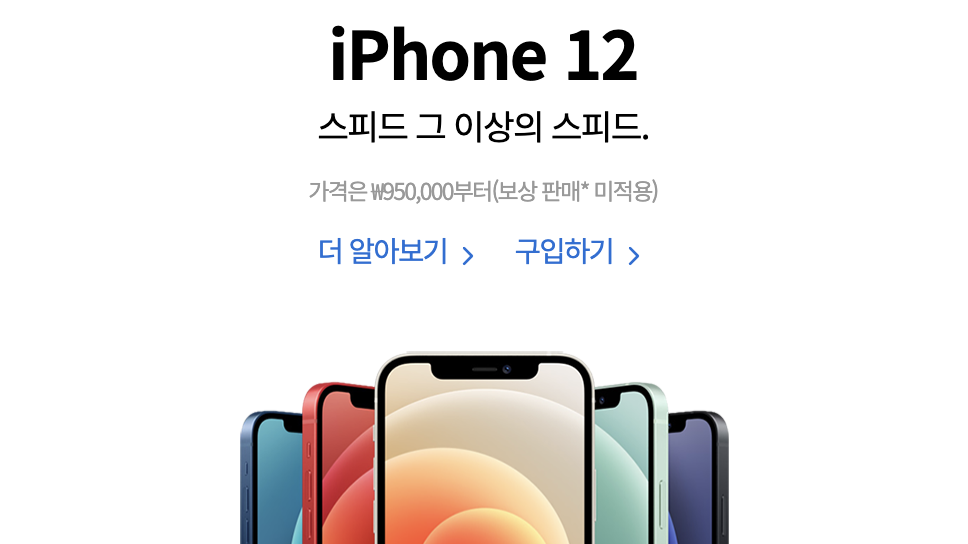 iPhone 12
스피드 그 이상의 스피드.
가격은 ₩950,000부터(보상 판매* 미적용)
더 알아보기 > 구입하기 >